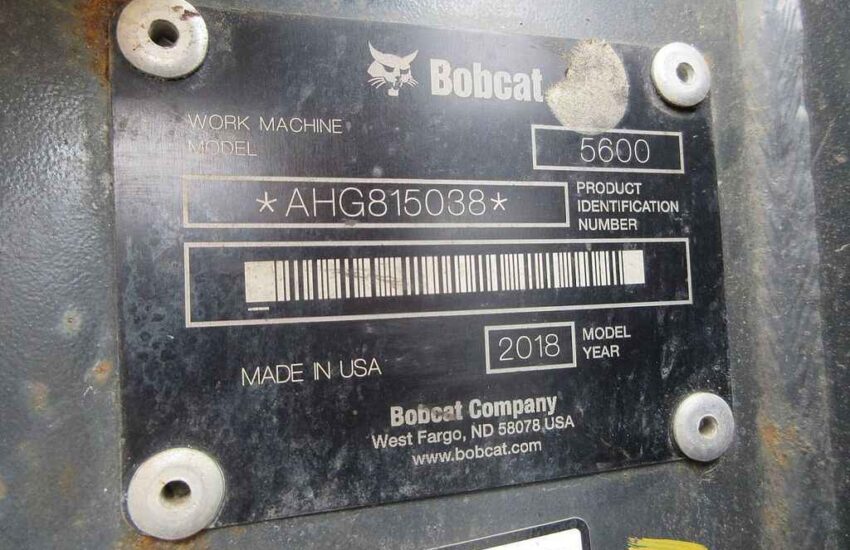 Bobcat
WORK MACHINE
MODEL
5600
*AHG815038*
PRODUCT
IDENTIFICATION
NUMBER
2018
MODEL
YEAR
MADE IN USA
Bobcat Company
West Fargo, ND 58078 USA
www.bobcat.com